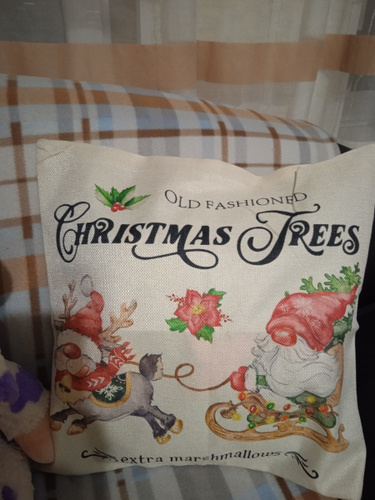 OLD FASHIONED
CHRISTMAS TREES
extra marshmallows